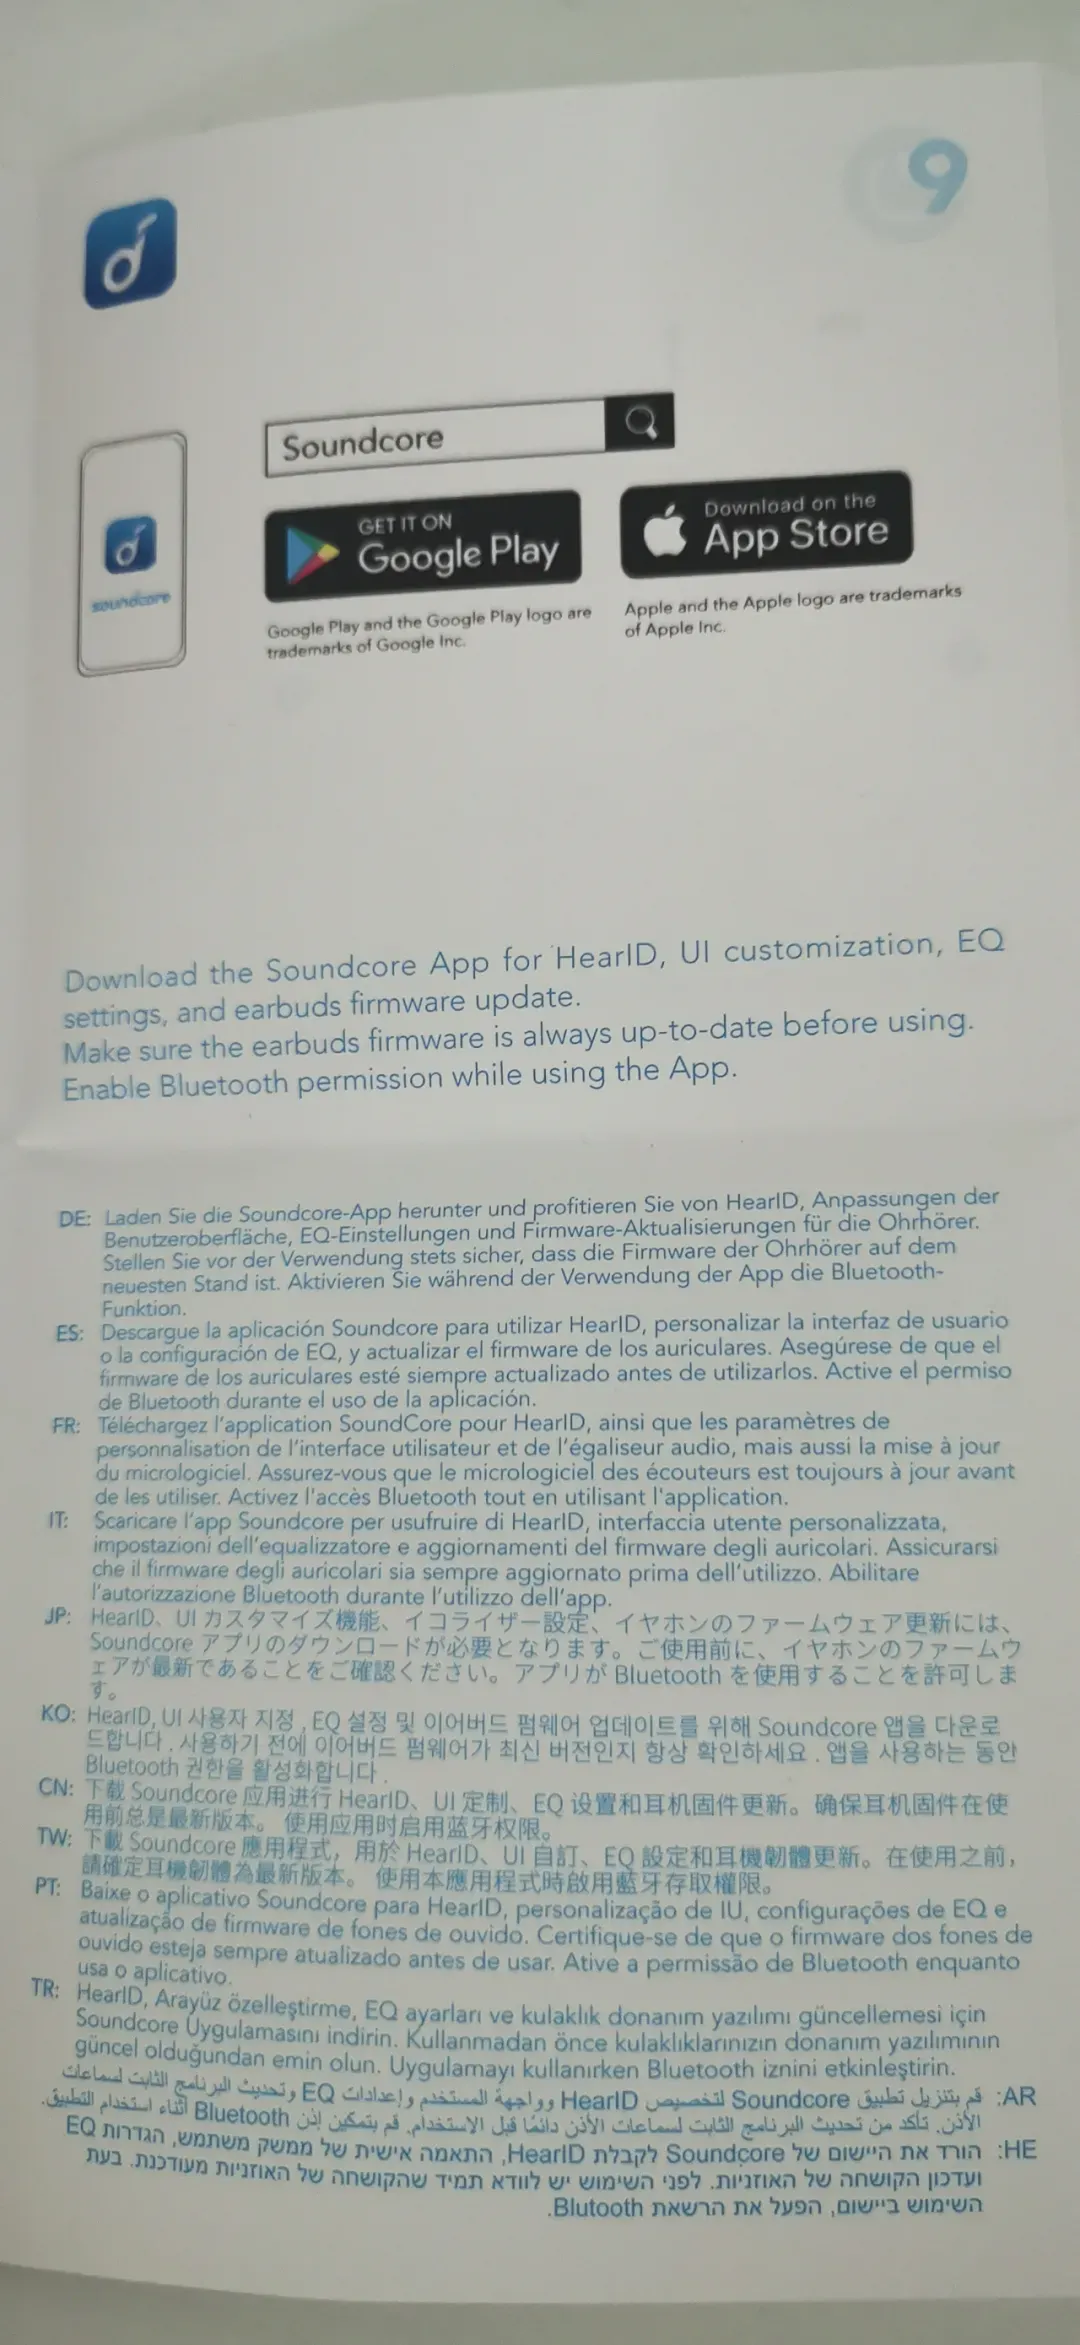 9
Soundcore
soundcore
GET IT ON
Google Play
Download on the
App Store
Google Play and the Google Play logo are
trademarks of Google Inc.
Apple and the Apple logo are trademarks
of Apple Inc.
Download the Soundcore App for HearID, UI customization, EQ
settings, and earbuds firmware update.
Make sure the earbuds firmware is always up-to-date before using.
Enable Bluetooth permission while using the App.
DE: Laden Sie die Soundcore-App herunter und profitieren Sie von HearID, Anpassungen der
Benutzeroberfläche, EQ-Einstellungen und Firmware-Aktualisierungen für die Ohrhörer.
Stellen Sie vor der Verwendung stets sicher, dass die Firmware der Ohrhörer auf dem
neuesten Stand ist. Aktivieren Sie während der Verwendung der App die Bluetooth-
Funktion.
ES: Descargue la aplicación Soundcore para utilizar HearID, personalizar la interfaz de usuario
o la configuración de EQ, y actualizar el firmware de los auriculares. Asegúrese de que el
firmware de los auriculares esté siempre actualizado antes de utilizarlos. Active el permiso
de Bluetooth durante el uso de la aplicación.
FR: Téléchargez l'application SoundCore pour HearID, ainsi que les paramètres de
personnalisation de l'interface utilisateur et de l'égaliseur audio, mais aussi la mise à jour
du micrologiciel. Assurez-vous que le micrologiciel des écouteurs est toujours à jour avant
de les utiliser. Activez l'accès Bluetooth tout en utilisant l'application.
IT: Scaricare l'app Soundcore per usufruire di HearID, interfaccia utente personalizzata,
impostazioni dell'equalizzatore e aggiornamenti del firmware degli auricolari. Assicurarsi
che il firmware degli auricolari sia sempre aggiornato prima dell'utilizzo. Abilitare
l'autorizzazione Bluetooth durante l'utilizzo dell'app.
JP: HearID、UI カスタマイズ機能、イコライザー設定、イヤホンのファームウェア更新には、
Soundcore アプリのダウンロードが必要となります。ご使用前に、イヤホンのファームウ
ェアが最新であることをご確認ください。アプリが Bluetooth を使用することを許可しま
す。
KO: HearID, UI 사용자 지정 , EQ 설정 및 이어버드 펌웨어 업데이트를 위해 Soundcore 앱을 다운로
드합니다 . 사용하기 전에 이어버드 펌웨어가 최신 버전인지 항상 확인하세요 . 앱을 사용하는 동안
Bluetooth 권한을 활성화합니다 .
CN: 下载 Soundcore 应用进行 HearID、UI 定制、EQ 设置和耳机固件更新。确保耳机固件在使
用前总是最新版本。 使用应用时启用蓝牙权限。
TW: 下載 Soundcore 應用程式，用於 HearID、UI 自訂、EQ 設定和耳機韌體更新。在使用之前，
請確定耳機韌體為最新版本。 使用本應用程式時啟用藍牙存取權限。
PT: Baixe o aplicativo Soundcore para HearID, personalização de IU, configurações de EQ e
atualização de firmware de fones de ouvido. Certifique-se de que o firmware dos fones de
ouvido esteja sempre atualizado antes de usar. Ative a permissão de Bluetooth enquanto
usa o aplicativo.
TR: HearID, Arayüz özelleştirme, EQ ayarları ve kulaklık donanım yazılımı güncellemesi için
Soundcore Uygulamasını indirin. Kullanmadan önce kulaklıklarınızın donanım yazılımının
güncel olduğundan emin olun. Uygulamayı kullanırken Bluetooth iznini etkinleştirin.
AR: قم بتنزيل تطبيق Soundcore لتخصيص HearID وواجهة المستخدم وإعدادات EQ وتحديث البرنامج الثابت لسماعات
الأذن. تأكد من تحديث البرنامج الثابت لسماعات الأذن دائمًا قبل الاستخدام. قم بتمكين إذن Bluetooth أثناء استخدام التطبيق.
HE: הורד את היישום של Soundcore לקבלת HearID, התאמה אישית של ממשק משתמש, הגדרות EQ
ועדכון הקושחה של האוזניות. לפני השימוש יש לוודא תמיד שהקושחה של האוזניות מעודכנת. בעת
השימוש ביישום, הפעל את הרשאת Blutooth.